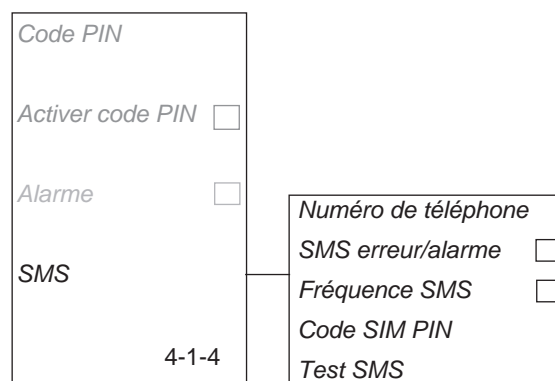 Code PIN
Activer code PIN
Alarme
SMS
4-1-4
Numéro de téléphone
SMS erreur/alarme
Fréquence SMS
Code SIM PIN
Test SMS